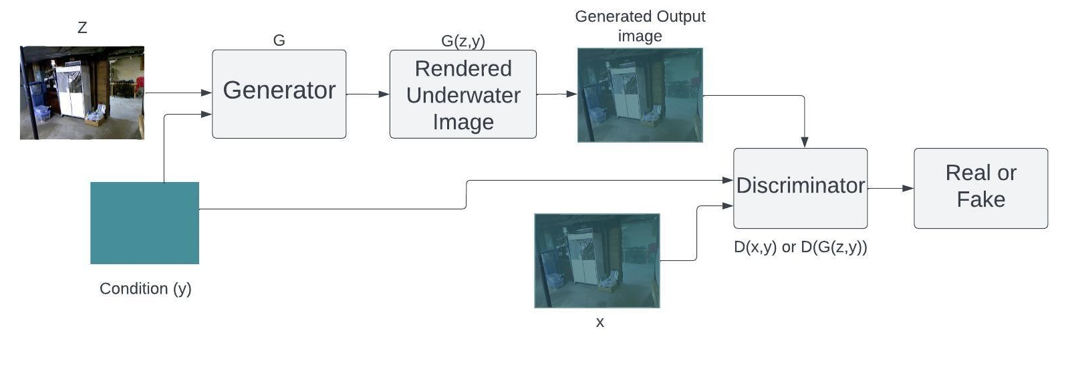 Z
G
Generator
G(z,y)
Rendered
Underwater
Image
Generated Output
image
Condition (y)
x
Discriminator
D(x,y) or D(G(z,y))
Real or
Fake